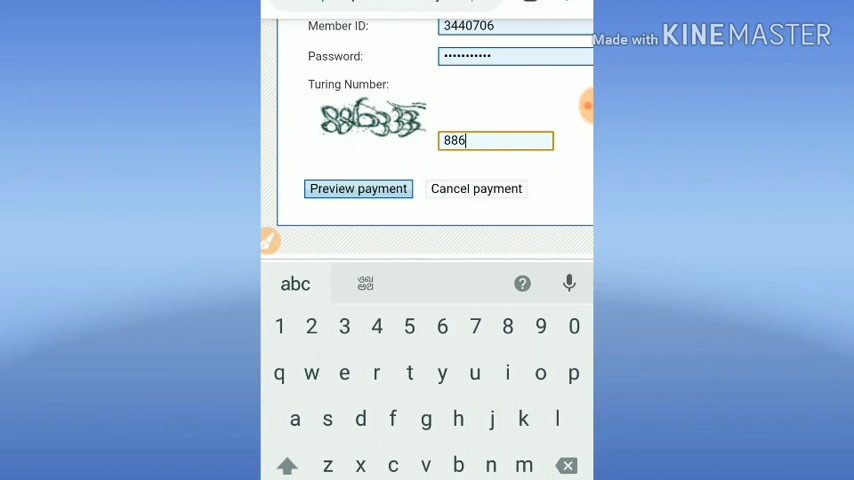 Made with KINEMASTER
Member ID: 3440706
Password: •••••••••••
Turing Number:
886
Preview payment Cancel payment
abc
1 2 3 4 5 6 7 8 9 0
q w e r t y u i o p
a s d f g h j k l
z x c v b n m